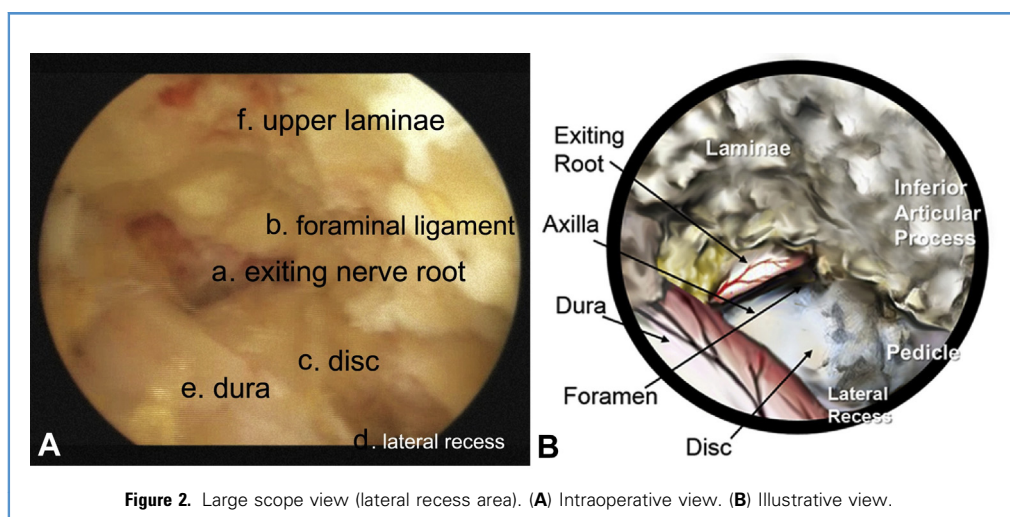 f. upper laminae
b. foraminal ligament
a. exiting nerve root
c. disc
e. dura
d. lateral recess
A
Exiting
Root
Axilla
Dura
Foramen
Disc
Laminae
Inferior
Articular
Process
Pedicle
Lateral
Recess
B
Figure 2. Large scope view (lateral recess area). (A) Intraoperative view. (B) Illustrative view.